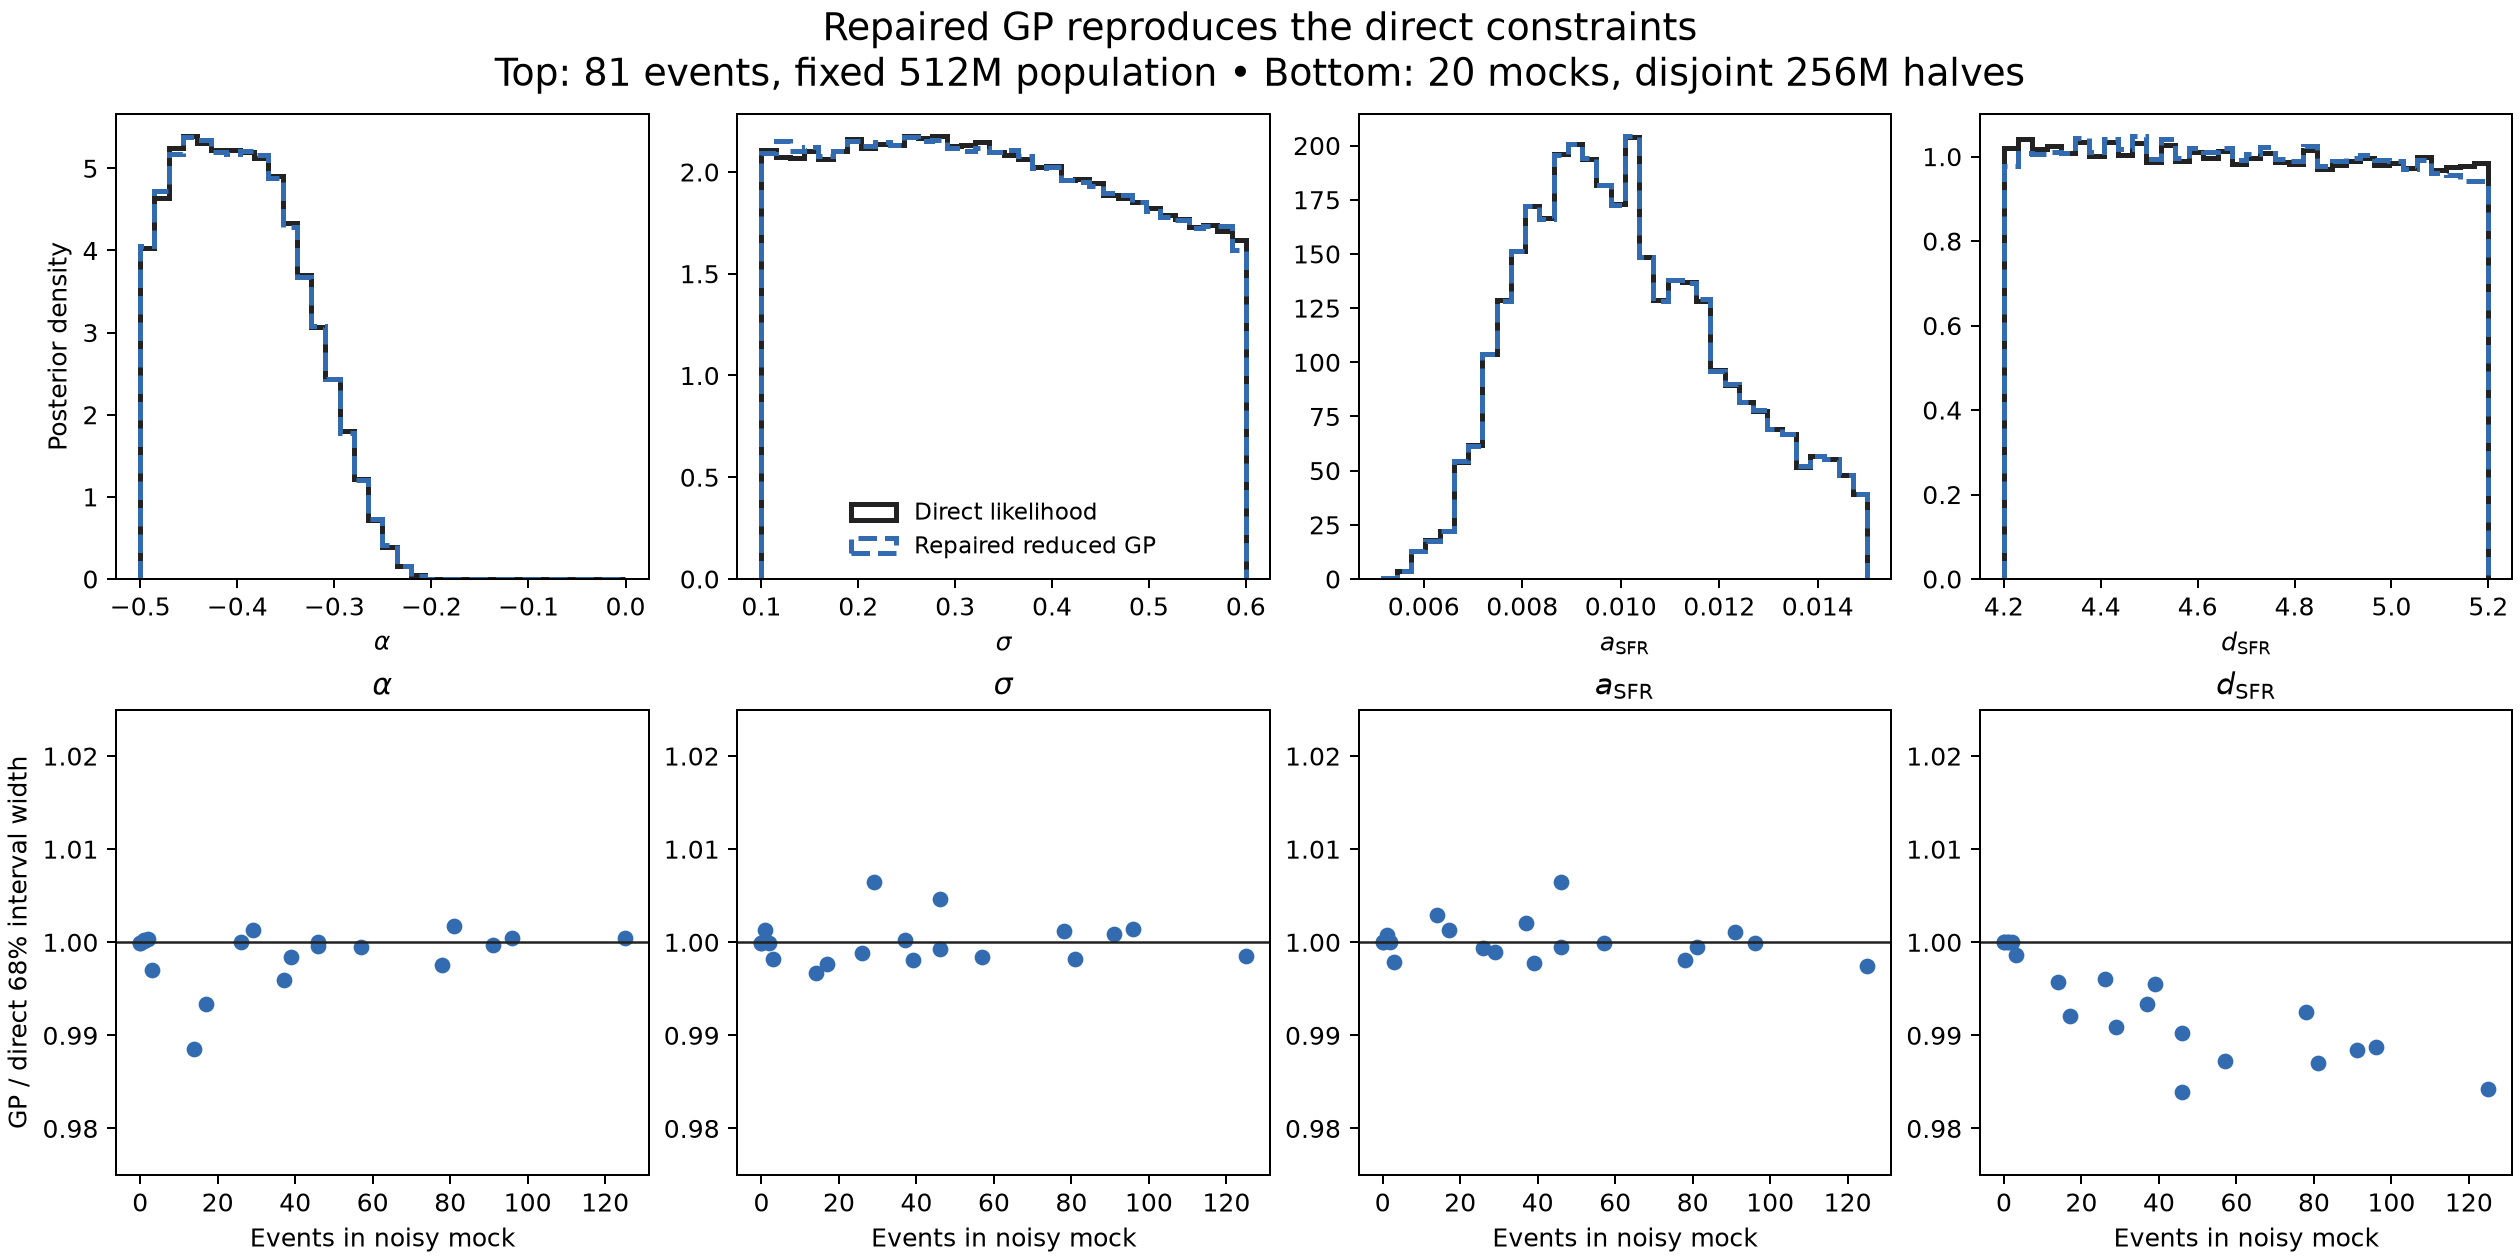 Repaired GP reproduces the direct constraints
Top: 81 events, fixed 512M population • Bottom: 20 mocks, disjoint 256M halves
Posterior density
5
4
3
2
1
0
−0.5 −0.4 −0.3 −0.2 −0.1 0.0
α
2.0
1.5
1.0
0.5
0.0
Direct likelihood
Repaired reduced GP
0.1 0.2 0.3 0.4 0.5 0.6
σ
200
175
150
125
100
75
50
25
0
0.006 0.008 0.010 0.012 0.014
a_SFR
1.0
0.8
0.6
0.4
0.2
0.0
4.2 4.4 4.6 4.8 5.0 5.2
d_SFR
α
GP / direct 68% interval width
1.02
1.01
1.00
0.99
0.98
0 20 40 60 80 100 120
Events in noisy mock
σ
1.02
1.01
1.00
0.99
0.98
0 20 40 60 80 100 120
Events in noisy mock
a_SFR
1.02
1.01
1.00
0.99
0.98
0 20 40 60 80 100 120
Events in noisy mock
d_SFR
1.02
1.01
1.00
0.99
0.98
0 20 40 60 80 100 120
Events in noisy mock